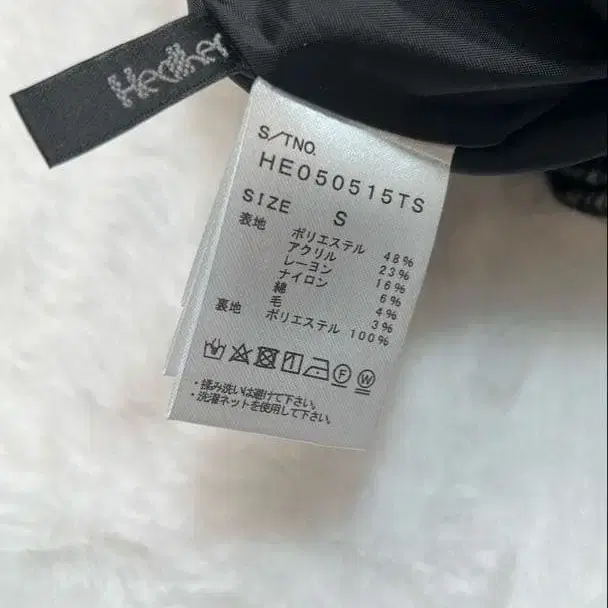 Heather
S/TNO.
HE050515TS
SIZE S
表地 ポリエステル 48%
アクリル 23%
レーヨン 16%
ナイロン 6%
綿 4%
毛 3%
裏地 ポリエステル 100%
F W
・揉み洗いは避けて下さい。
・洗濯ネットを使用して下さい。